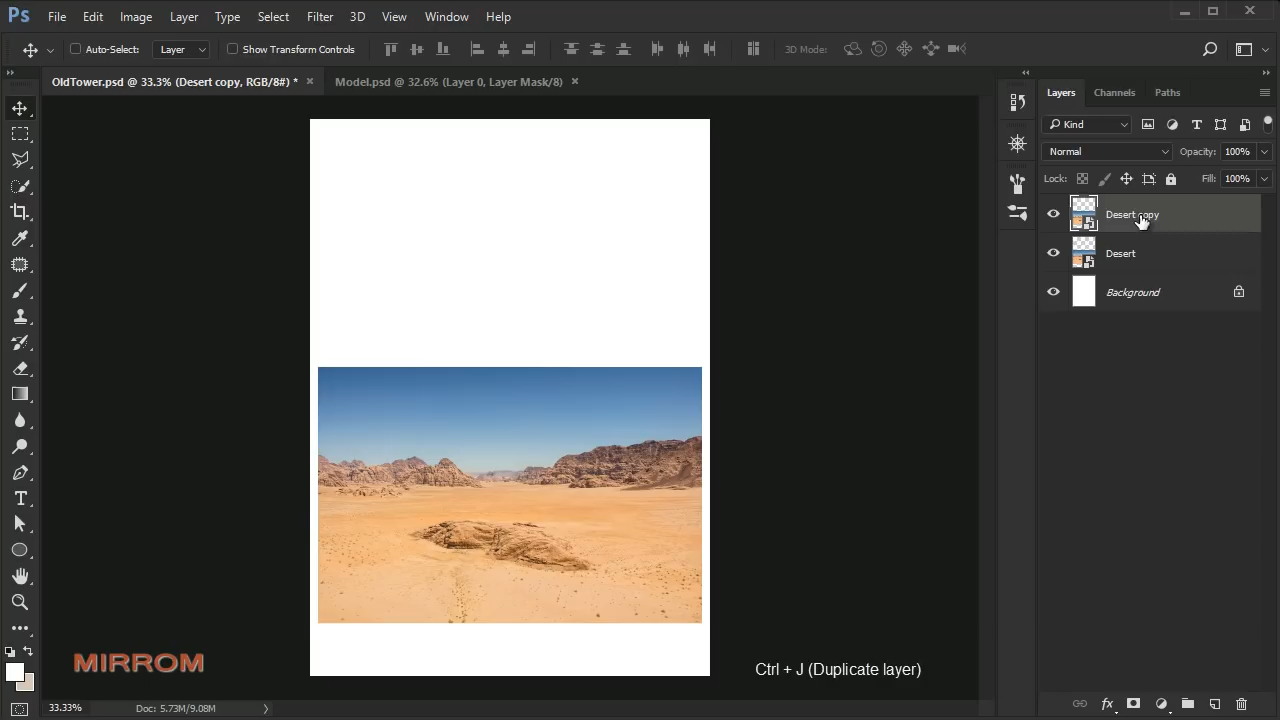 Ps File Edit Image Layer Type Select Filter 3D View Window Help
Auto-Select: Layer Show Transform Controls 3D Mode:
OldTower.psd @ 33.3% (Desert copy, RGB/8#) * Model.psd @ 32.6% (Layer 0, Layer Mask/8)
Layers Channels Paths
Kind
Normal Opacity: 100%
Lock: Fill: 100%
Desert copy
Desert
Background
MIRROM
Ctrl + J (Duplicate layer)
33.33% Doc: 5.73M/9.08M